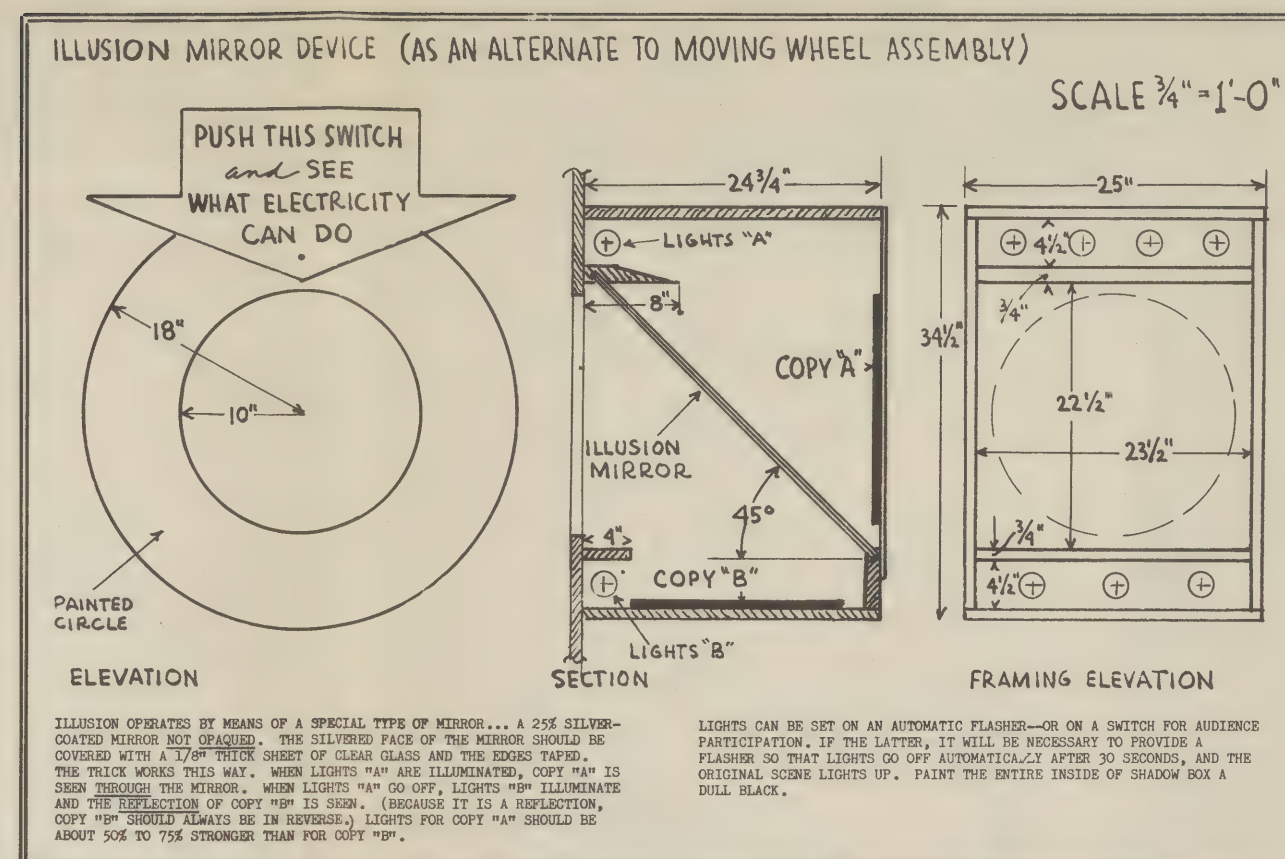 ILLUSION MIRROR DEVICE (AS AN ALTERNATE TO MOVING WHEEL ASSEMBLY)
SCALE 3/4" = 1'-0"
PUSH THIS SWITCH
and SEE
WHAT ELECTRICITY
CAN DO
18"
10"
PAINTED
CIRCLE
ELEVATION
24 3/4"
LIGHTS "A"
8"
COPY "A"
ILLUSION
MIRROR
45°
4"
COPY "B"
LIGHTS "B"
SECTION
25"
4 1/2"
3/4"
34 1/2"
22 1/2"
23 1/2"
3/4"
4 1/2"
FRAMING ELEVATION
ILLUSION OPERATES BY MEANS OF A SPECIAL TYPE OF MIRROR... A 25% SILVER-
COATED MIRROR NOT OPAQUED. THE SILVERED FACE OF THE MIRROR SHOULD BE
COVERED WITH A 1/8" THICK SHEET OF CLEAR GLASS AND THE EDGES TAPED.
THE TRICK WORKS THIS WAY. WHEN LIGHTS "A" ARE ILLUMINATED, COPY "A" IS
SEEN THROUGH THE MIRROR. WHEN LIGHTS "A" GO OFF, LIGHTS "B" ILLUMINATE
AND THE REFLECTION OF COPY "B" IS SEEN. (BECAUSE IT IS A REFLECTION,
COPY "B" SHOULD ALWAYS BE IN REVERSE.) LIGHTS FOR COPY "A" SHOULD BE
ABOUT 50% TO 75% STRONGER THAN FOR COPY "B".
LIGHTS CAN BE SET ON AN AUTOMATIC FLASHER--OR ON A SWITCH FOR AUDIENCE
PARTICIPATION. IF THE LATTER, IT WILL BE NECESSARY TO PROVIDE A
FLASHER SO THAT LIGHTS GO OFF AUTOMATICALLY AFTER 30 SECONDS, AND THE
ORIGINAL SCENE LIGHTS UP. PAINT THE ENTIRE INSIDE OF SHADOW BOX A
DULL BLACK.